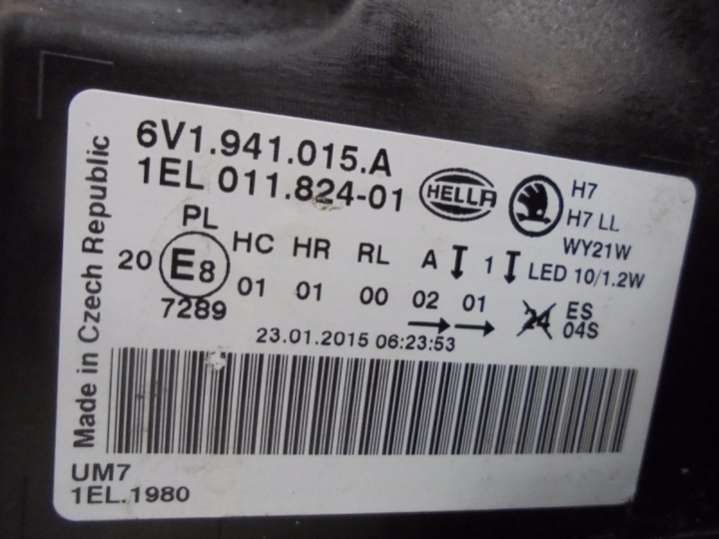 6V1.941.015.A
1EL 011.824-01
HELLA
H7
H7 LL
WY21W
LED 10/1.2W
PL
HC HR RL A 1
20 E8 01 01 00 02 01
7289
24 ES
04S
23.01.2015 06:23:53
Made in Czech Republic
UM7
1EL.1980